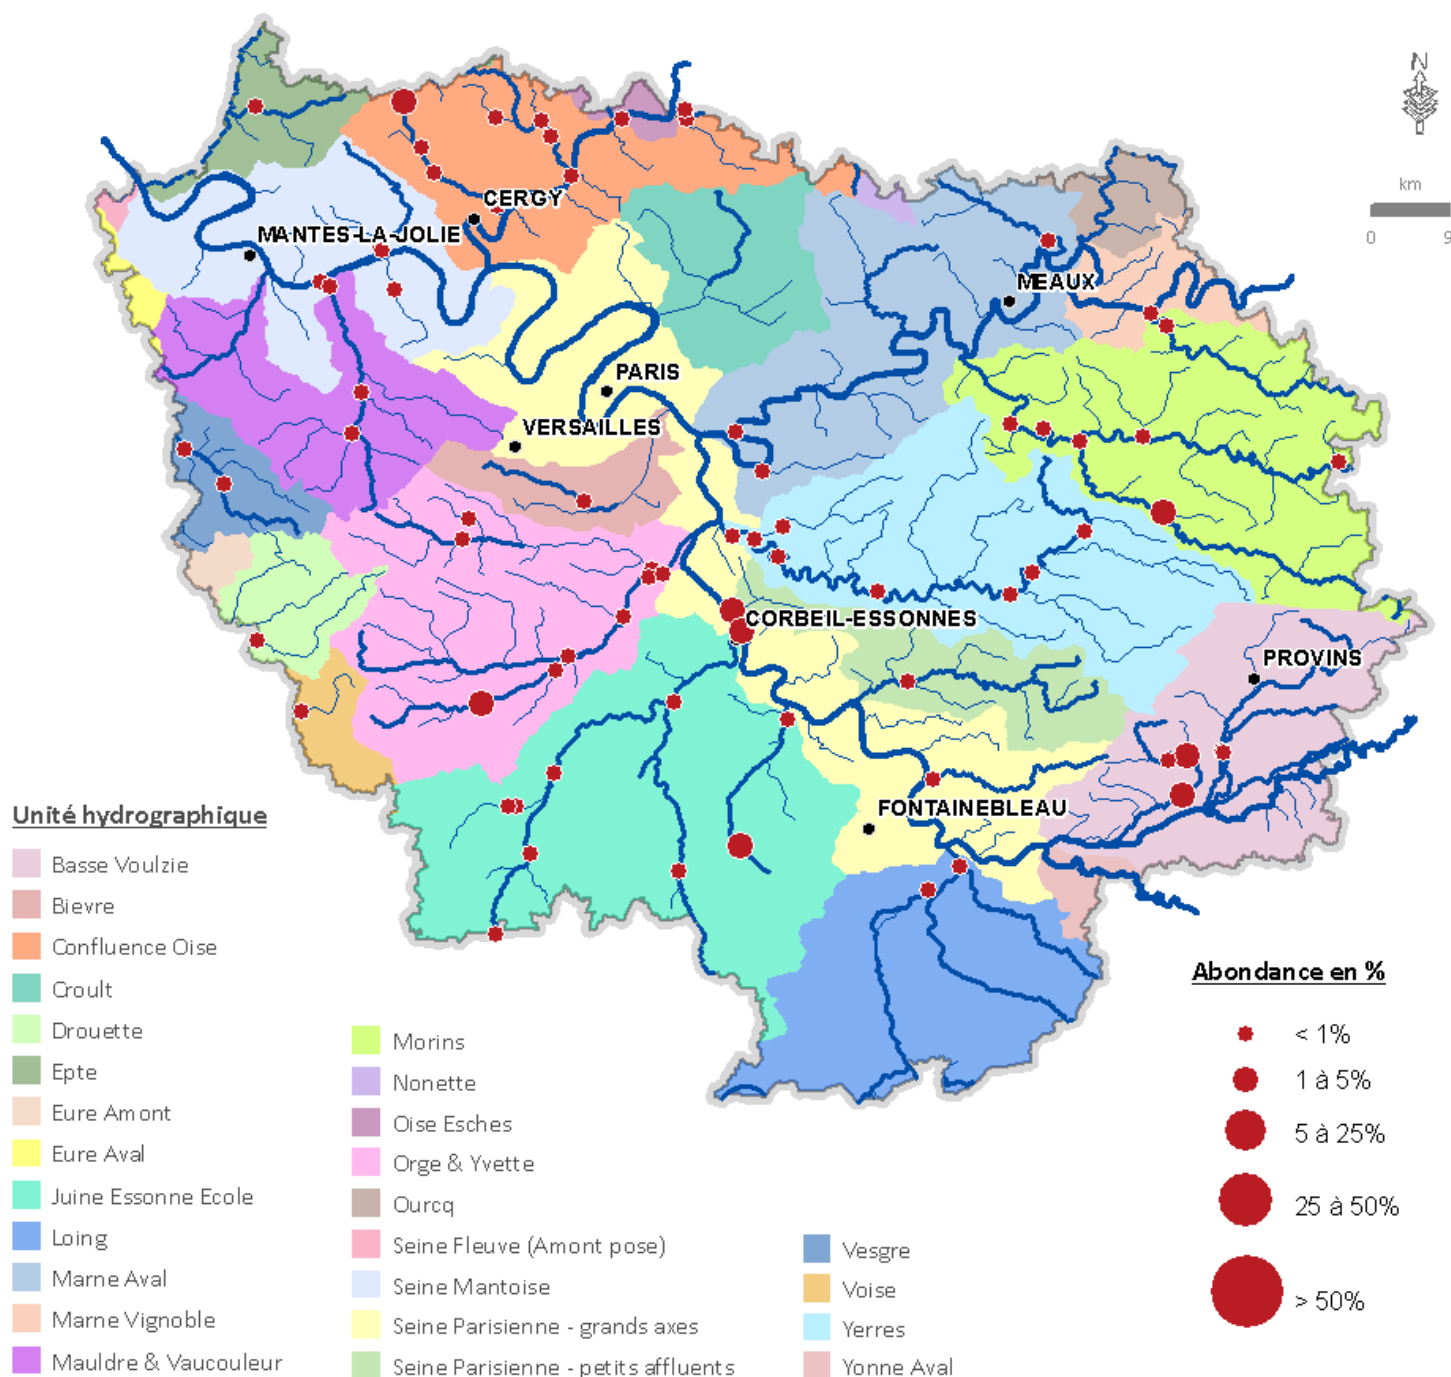 N
km
0 9
CERGY
MANTES-LA-JOLIE
MEAUX
PARIS
VERSAILLES
CORBEIL-ESSONNES
PROVINS
FONTAINEBLEAU
Unité hydrographique
Basse Voulzie
Bievre
Confluence Oise
Croult
Drouette
Epte
Eure Amont
Eure Aval
Juine Essonne Ecole
Loing
Marne Aval
Marne Vignoble
Mauldre & Vaucouleur
Morins
Nonette
Oise Esches
Orge & Yvette
Ourcq
Seine Fleuve (Amont pose)
Seine Mantoise
Seine Parisienne - grands axes
Seine Parisienne - petits affluents
Vesgre
Voise
Yerres
Yonne Aval
Abondance en %
< 1%
1 à 5%
5 à 25%
25 à 50%
> 50%